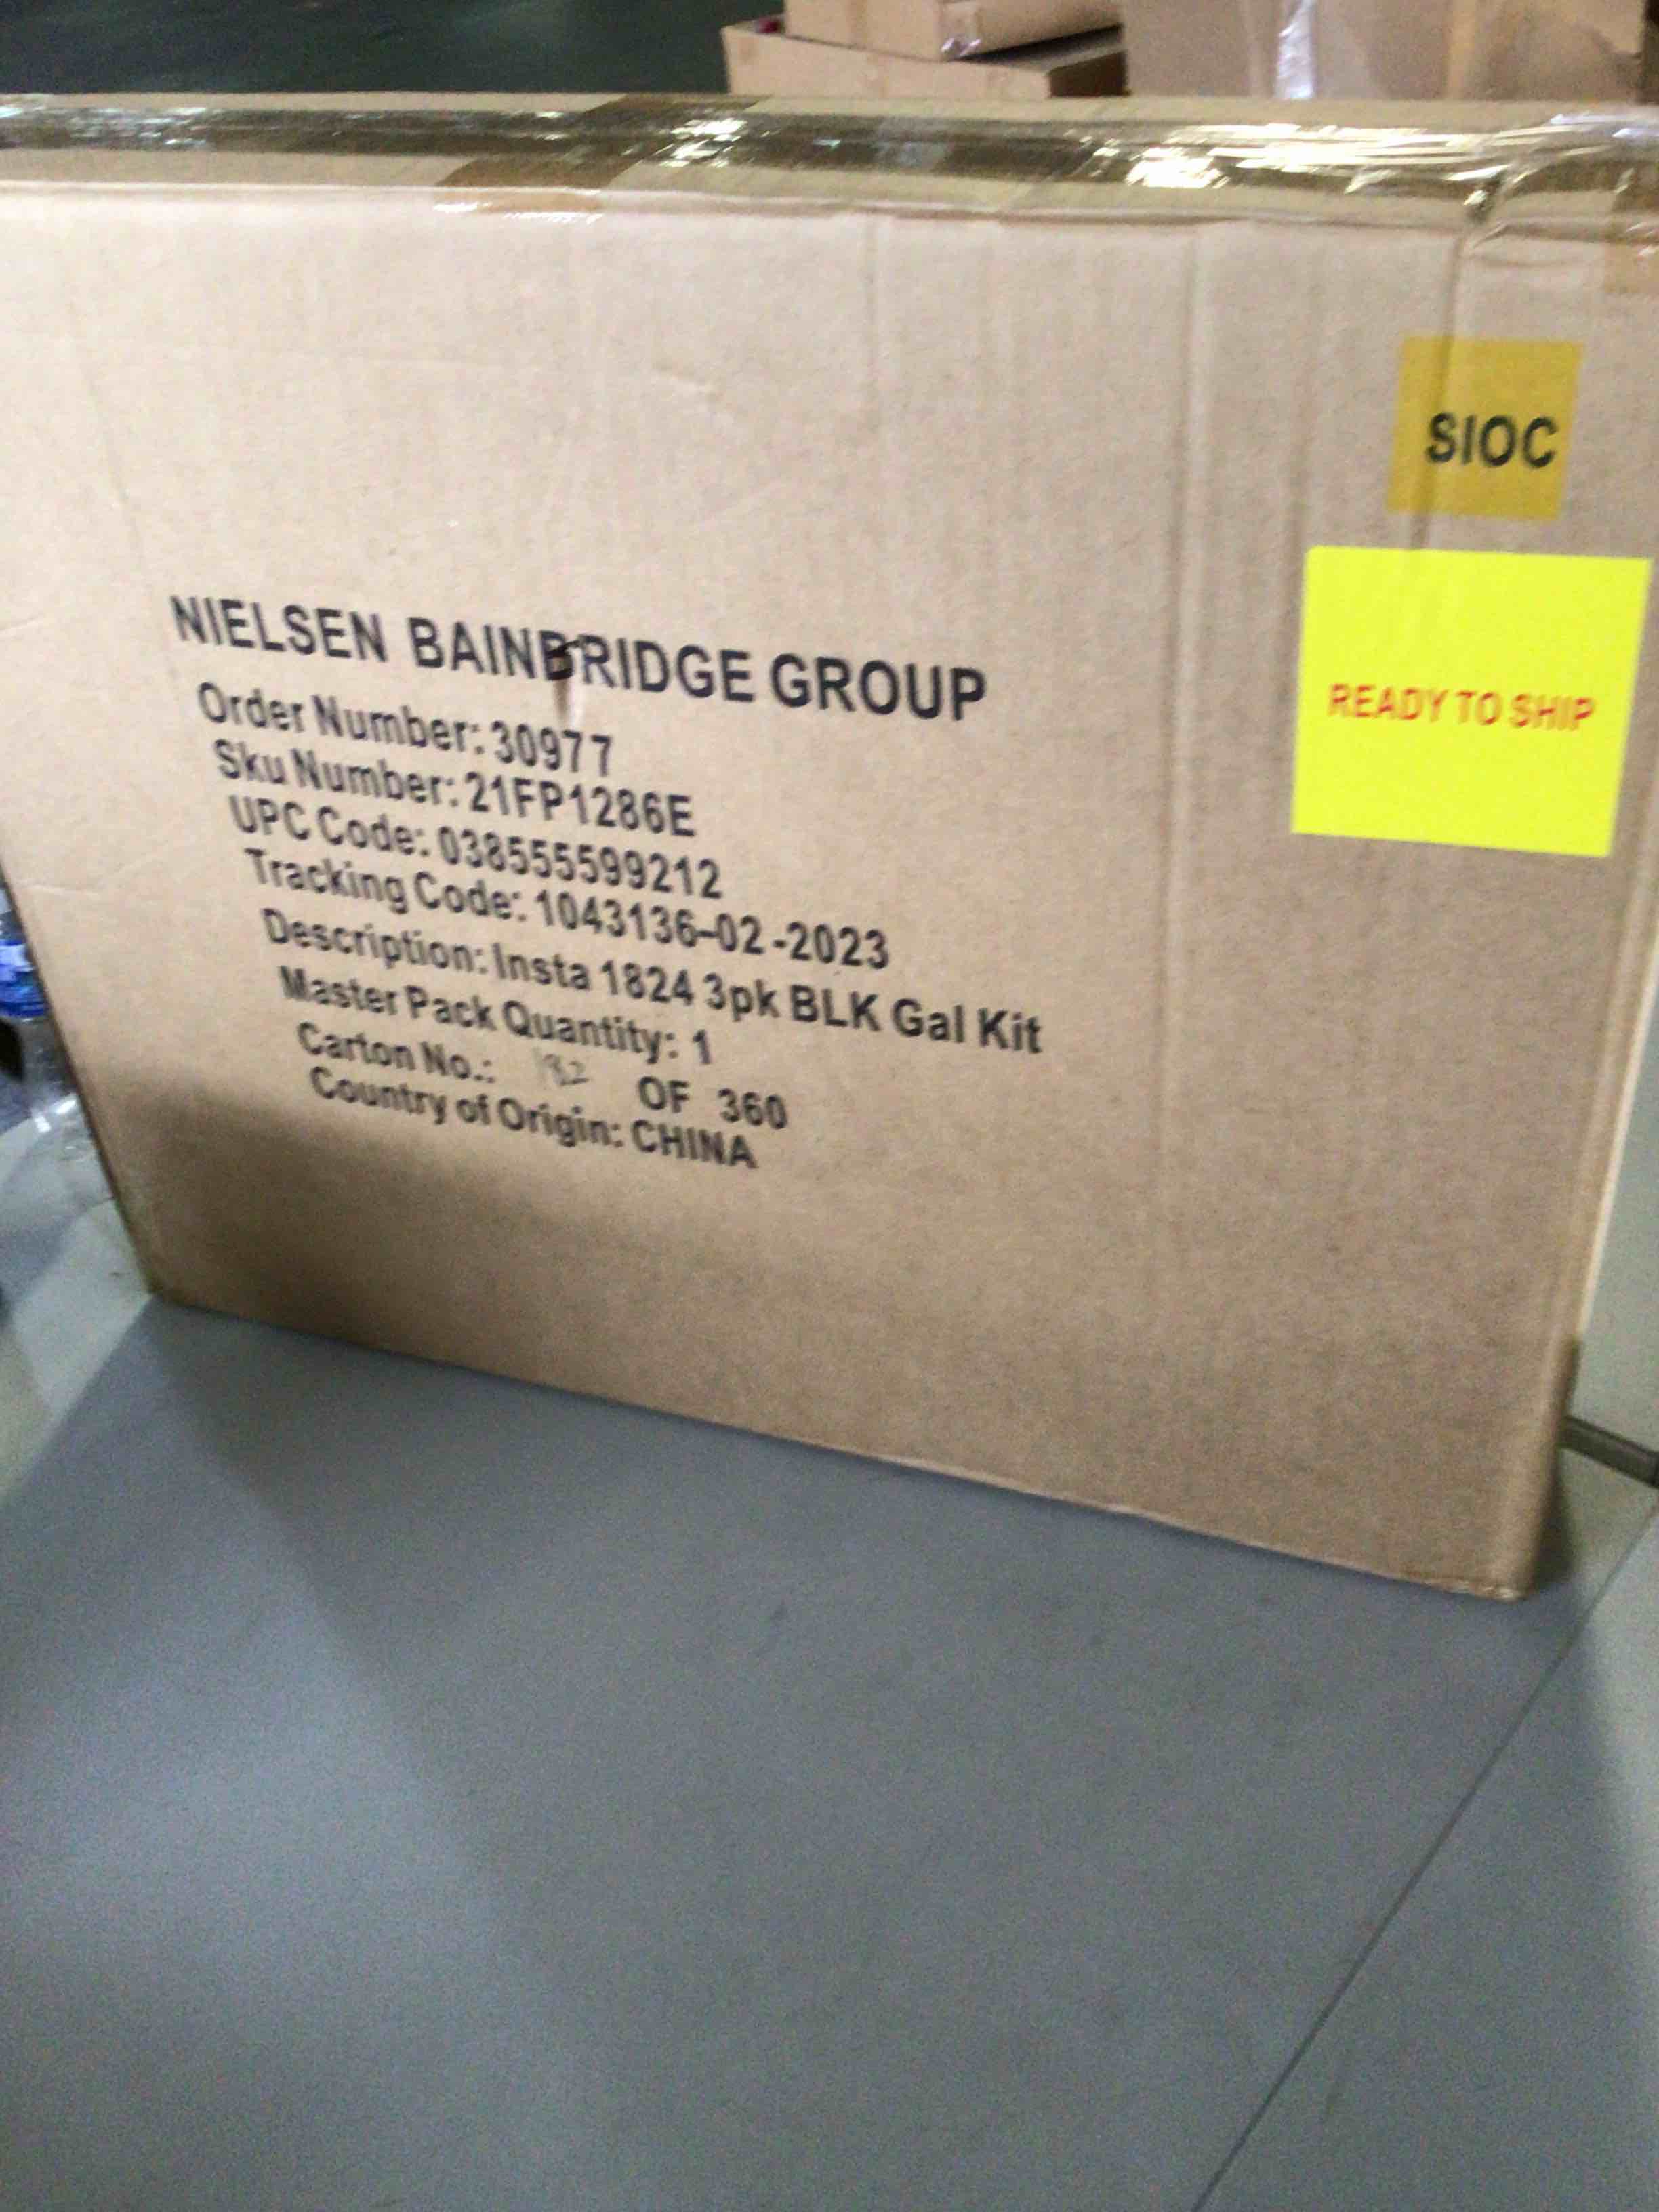 SIOC
READY TO SHIP
NIELSEN BAINBRIDGE GROUP
Order Number: 30977
Sku Number: 21FP1286E
UPC Code: 038555599212
Tracking Code: 1043136-02-2023
Description: Insta 1824 3pk BLK Gal Kit
Master Pack Quantity: 1
Carton No.: OF 360
Country of Origin: CHINA